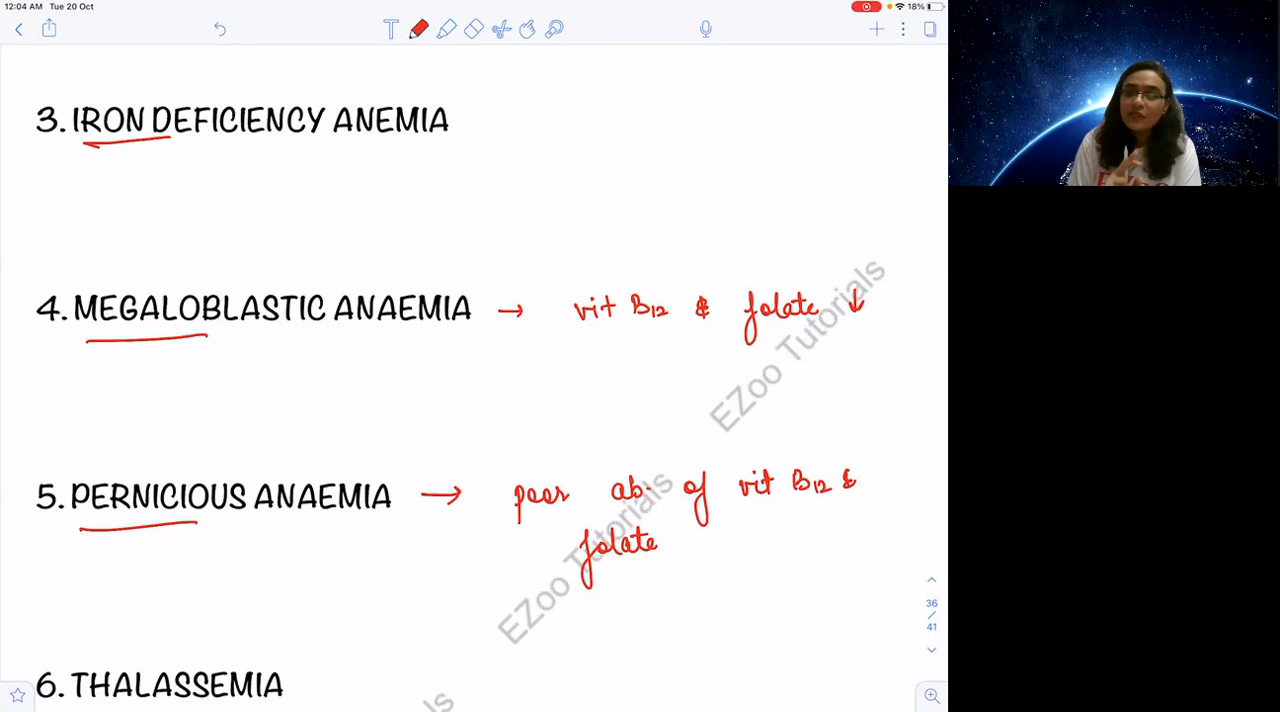 12:04 AM Tue 20 Oct
18%
3. IRON DEFICIENCY ANEMIA
4. MEGALOBLASTIC ANAEMIA → vit B12 & folate ↓
EZoo Tutorials
5. PERNICIOUS ANAEMIA → poor ab. of vit B12 &
folate
EZoo Tutorials
36
/
41
6. THALASSEMIA
ls